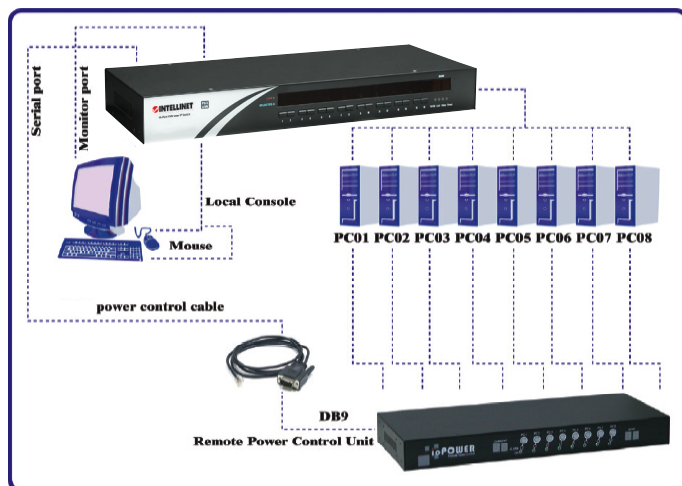 Serial port
Monitor port
INTELLINET
Local Console
Mouse
PC01 PC02 PC03 PC04 PC05 PC06 PC07 PC08
power control cable
DB9
Remote Power Control Unit
ipPOWER